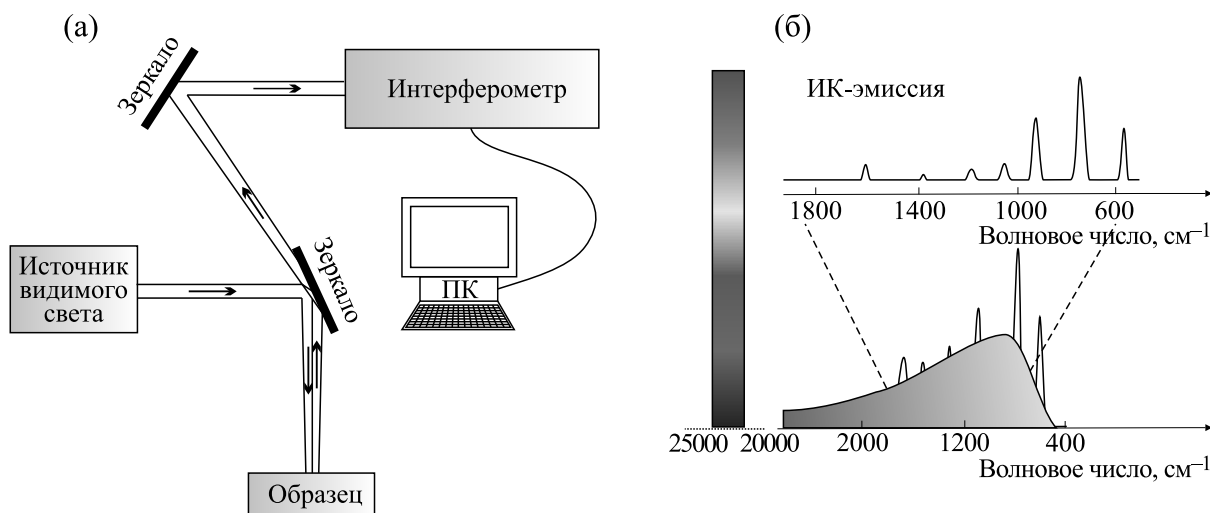 (а)
Зеркало
Интерферометр
Зеркало
ПК
Источник
видимого
света
Образец
(б)
ИК-эмиссия
1800 1400 1000 600
Волновое число, см⁻¹
25000 20000 2000 1200 400
Волновое число, см⁻¹